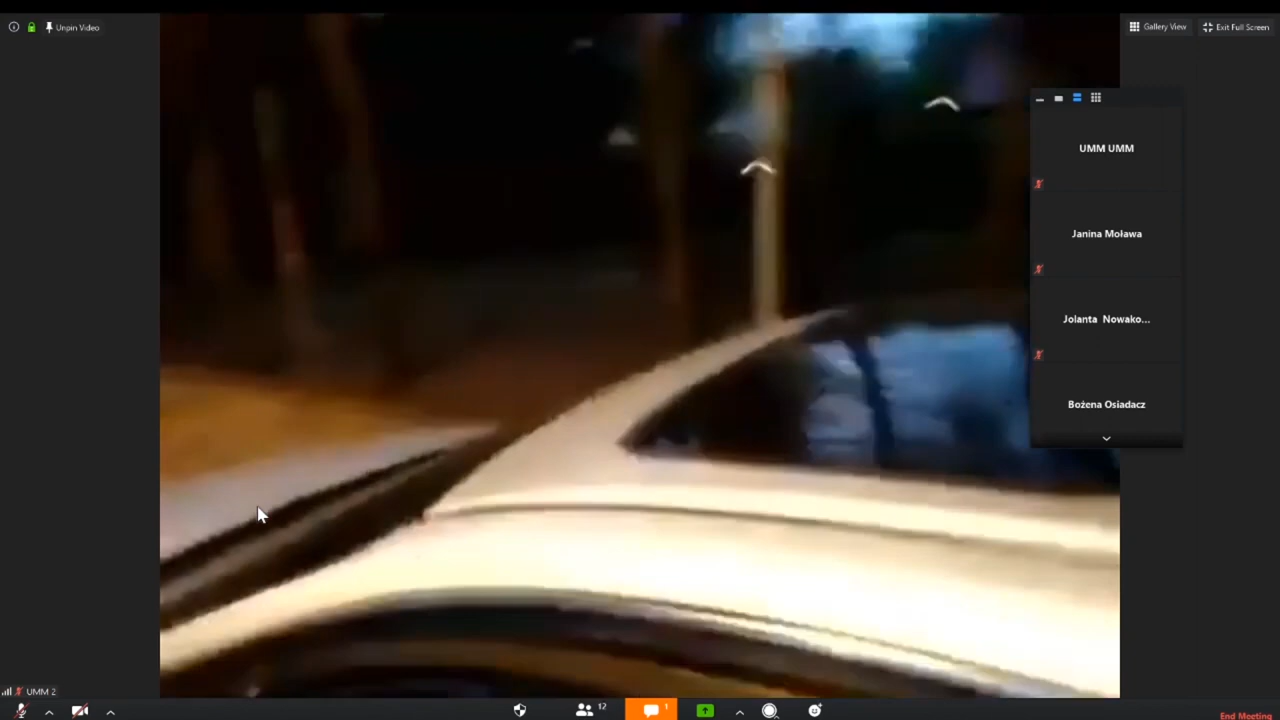 Unpin Video
Gallery View
Exit Full Screen
UMM UMM
Janina Moława
Jolanta Nowako...
Bożena Osiadacz
UMM 2
12
1
End Meeting